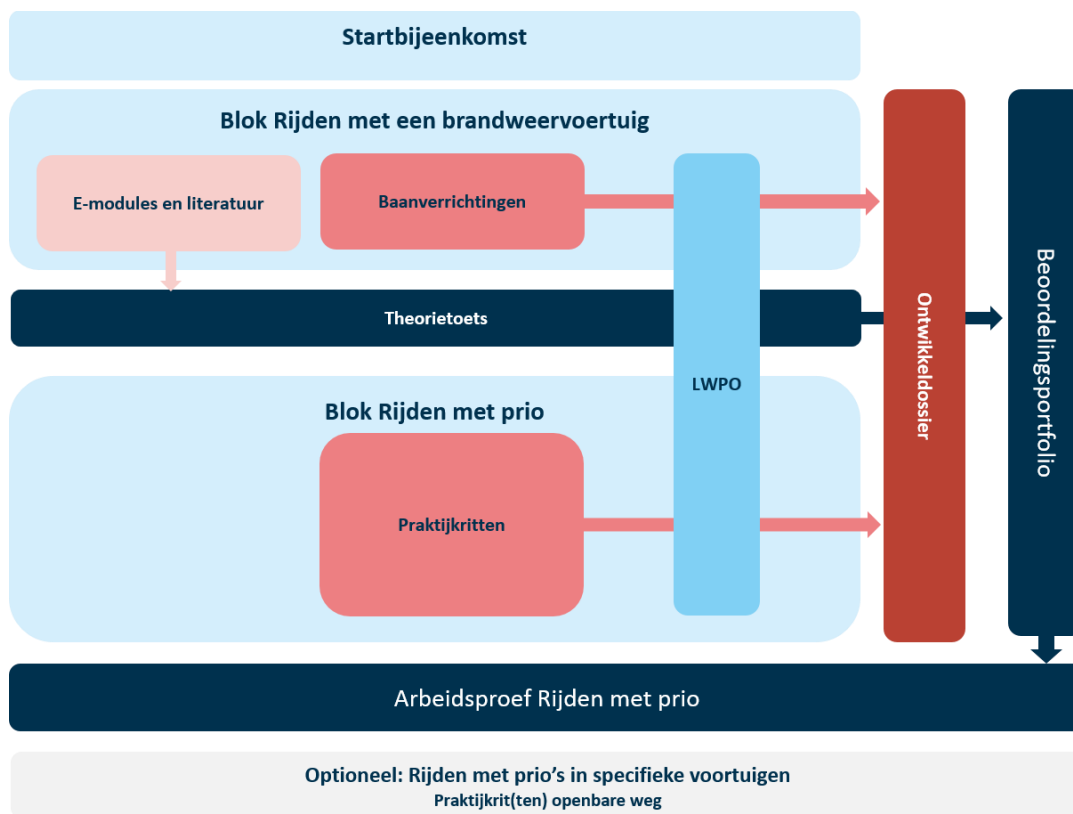 Startbijeenkomst
Blok Rijden met een brandweervoertuig
E-modules en literatuur
Baanverrichtingen
Theorietoets
LWPO
Blok Rijden met prio
Praktijkritten
Ontwikkeldossier
Beoordelingsportfolio
Arbeidsproef Rijden met prio
Optioneel: Rijden met prio's in specifieke voortuigen
Praktijkrit(ten) openbare weg